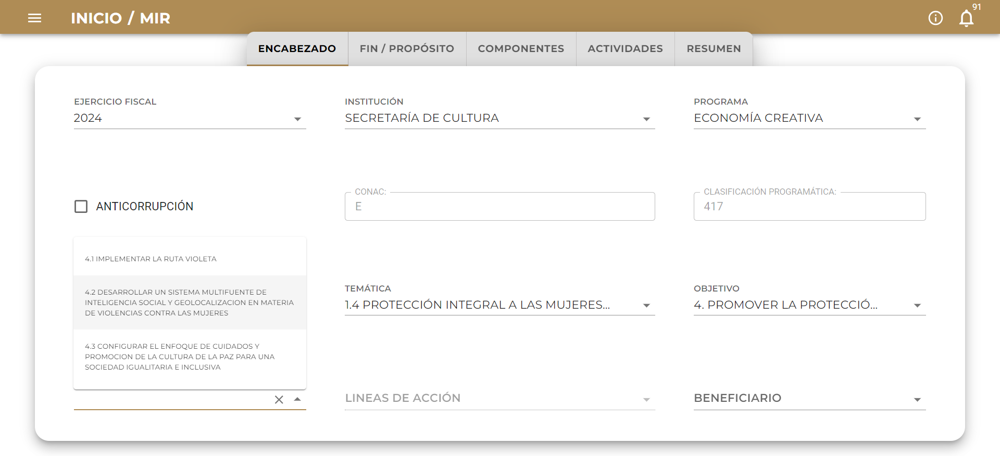 INICIO / MIR
91
ENCABEZADO
FIN / PROPÓSITO
COMPONENTES
ACTIVIDADES
RESUMEN
EJERCICIO FISCAL
2024
INSTITUCIÓN
SECRETARÍA DE CULTURA
PROGRAMA
ECONOMÍA CREATIVA
ANTICORRUPCIÓN
CONAC:
E
CLASIFICACIÓN PROGRAMÁTICA:
417
4.1 IMPLEMENTAR LA RUTA VIOLETA
4.2 DESARROLLAR UN SISTEMA MULTIFUENTE DE
INTELIGENCIA SOCIAL Y GEOLOCALIZACION EN MATERIA
DE VIOLENCIAS CONTRA LAS MUJERES
4.3 CONFIGURAR EL ENFOQUE DE CUIDADOS Y
PROMOCION DE LA CULTURA DE LA PAZ PARA UNA
SOCIEDAD IGUALITARIA E INCLUSIVA
TEMÁTICA
1.4 PROTECCIÓN INTEGRAL A LAS MUJERES...
OBJETIVO
4. PROMOVER LA PROTECCIÓ...
LINEAS DE ACCIÓN
BENEFICIARIO